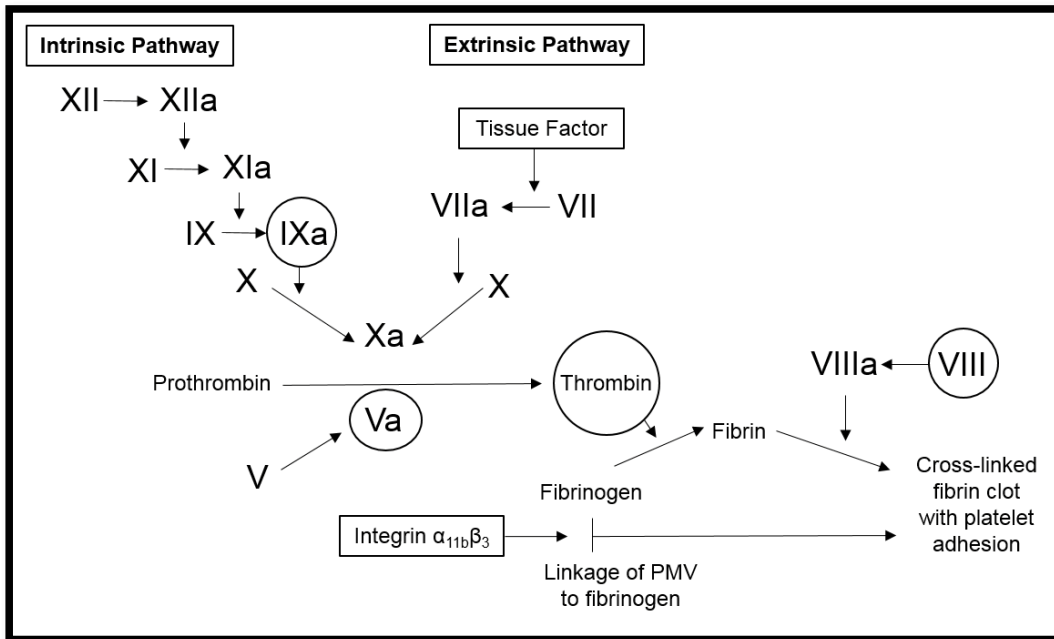 Intrinsic Pathway
Extrinsic Pathway
XII
XIIa
Tissue Factor
XI
XIa
VIIa
VII
IX
IXa
X
X
Xa
VIIIa
VIII
Prothrombin
Thrombin
Va
Fibrin
V
Fibrinogen
Cross-linked
fibrin clot
with platelet
adhesion
Integrin α₁₁bβ₃
Linkage of PMV
to fibrinogen